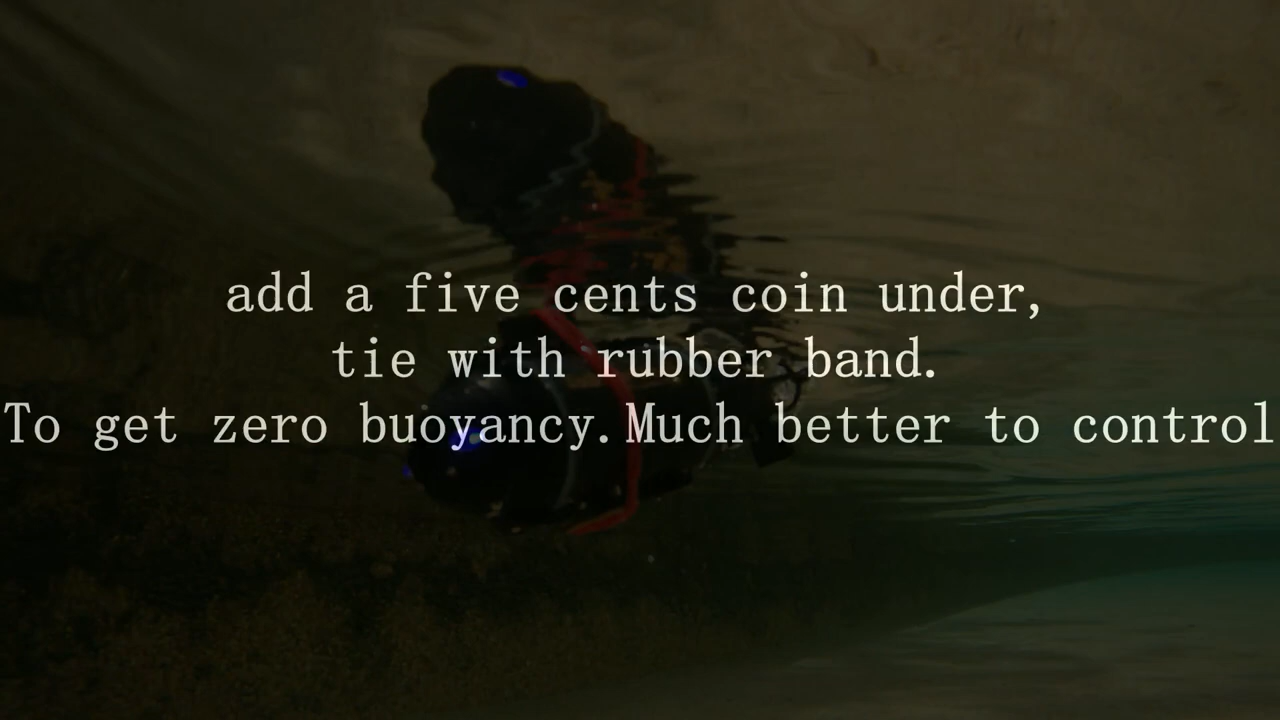 add a five cents coin under,
tie with rubber band.
To get zero buoyancy.Much better to control